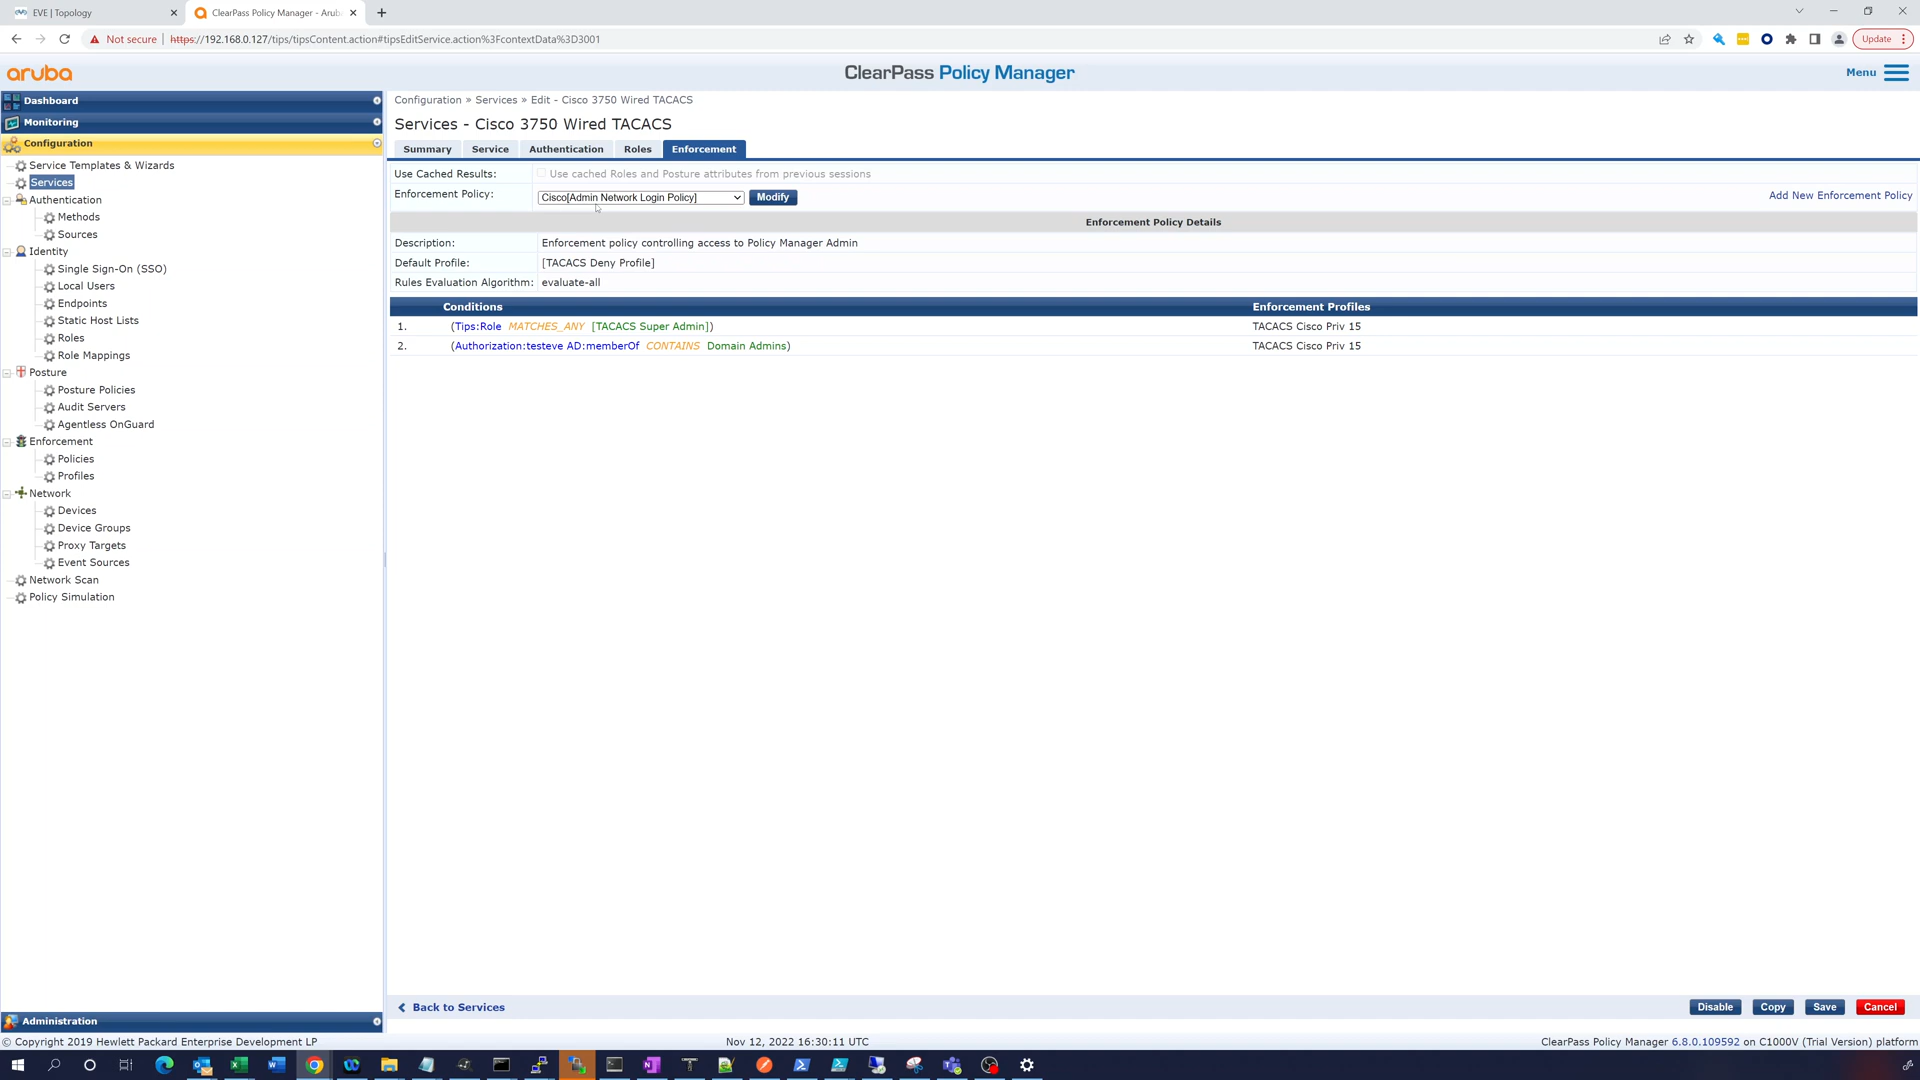 EVE | Topology
ClearPass Policy Manager - Arub
Not secure | https://192.168.0.127/tips/tipsContent.action#tipsEditService.action%3FcontextData%3D3001
Update
aruba
ClearPass Policy Manager
Menu
Dashboard
Monitoring
Configuration
Service Templates & Wizards
Services
Authentication
Methods
Sources
Identity
Single Sign-On (SSO)
Local Users
Endpoints
Static Host Lists
Roles
Role Mappings
Posture
Posture Policies
Audit Servers
Agentless OnGuard
Enforcement
Policies
Profiles
Network
Devices
Device Groups
Proxy Targets
Event Sources
Network Scan
Policy Simulation
Administration
Configuration » Services » Edit - Cisco 3750 Wired TACACS
Services - Cisco 3750 Wired TACACS
Summary Service Authentication Roles Enforcement
Use Cached Results: Use cached Roles and Posture attributes from previous sessions
Enforcement Policy: Cisco[Admin Network Login Policy] Modify Add New Enforcement Policy
Enforcement Policy Details
Description: Enforcement policy controlling access to Policy Manager Admin
Default Profile: [TACACS Deny Profile]
Rules Evaluation Algorithm: evaluate-all
Conditions Enforcement Profiles
1. (Tips:Role MATCHES_ANY [TACACS Super Admin]) TACACS Cisco Priv 15
2. (Authorization:testeve AD:memberOf CONTAINS Domain Admins) TACACS Cisco Priv 15
Back to Services Disable Copy Save Cancel
© Copyright 2019 Hewlett Packard Enterprise Development LP Nov 12, 2022 16:30:11 UTC ClearPass Policy Manager 6.8.0.109592 on C1000V (Trial Version) platform